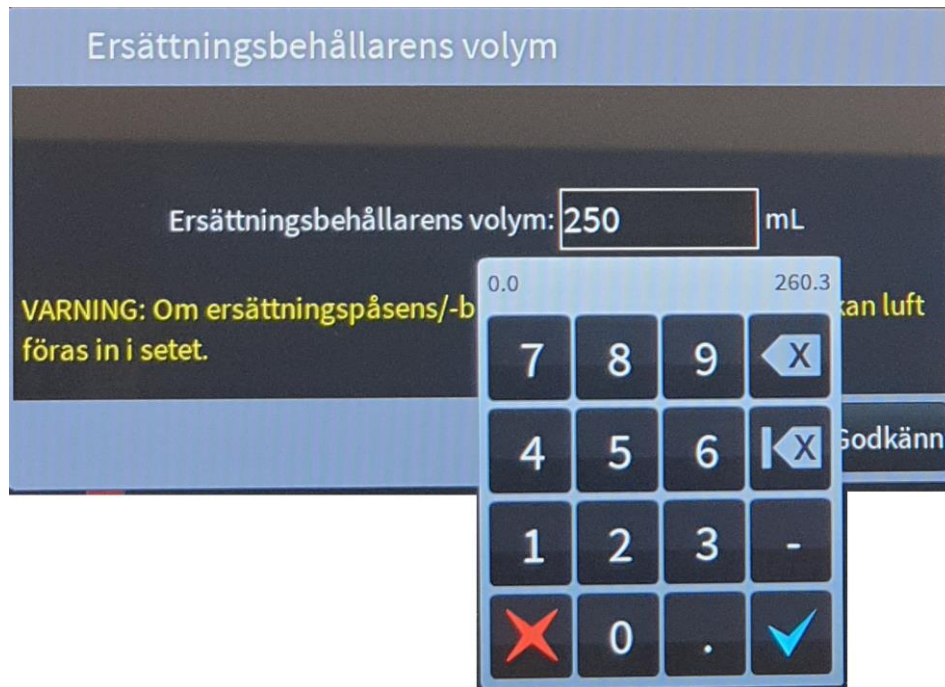 Ersättningsbehållarens volym
Ersättningsbehållarens volym: 250 mL
0.0 260.3
VARNING: Om ersättningspåsens/-b kan luft
föras in i setet.
7 8 9 X
4 5 6 X Godkänn
1 2 3 -
0 .